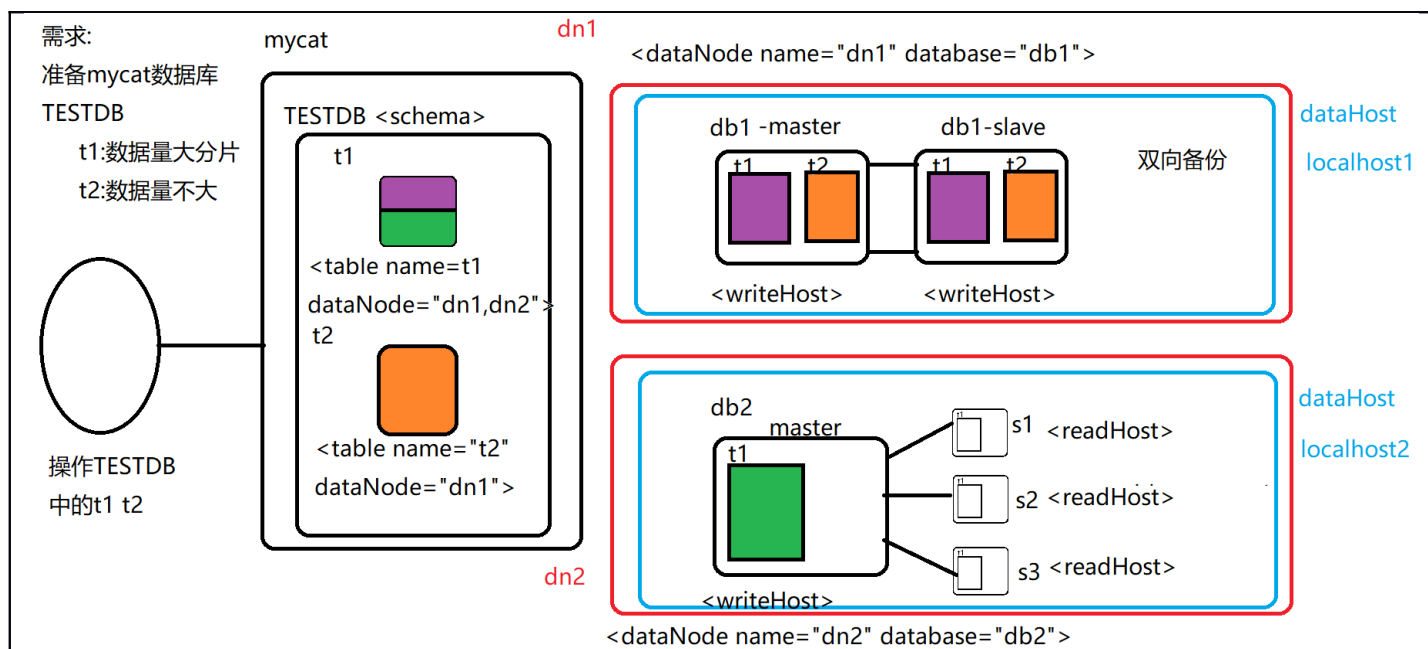 需求:
准备mycat数据库
TESTDB
t1:数据量大分片
t2:数据量不大
操作TESTDB
中的t1 t2
mycat
TESTDB <schema>
t1
<table name=t1
dataNode="dn1,dn2">
t2
<table name="t2"
dataNode="dn1">
dn1
<dataNode name="dn1" database="db1">
db1 -master
t1
t2
<writeHost>
db1-slave
t1
t2
<writeHost>
双向备份
dataHost
localhost1
dn2
db2
master
t1
<writeHost>
t1
s1 <readHost>
t1
s2 <readHost>
t1
s3 <readHost>
dataHost
localhost2
<dataNode name="dn2" database="db2">